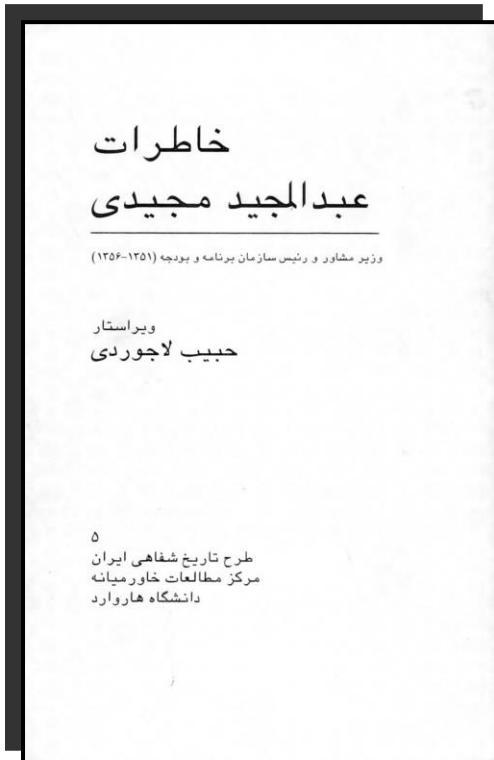 خاطرات
عبدالمجید مجیدی
وزیر مشاور و رئیس سازمان برنامه و بودجه (۱۳۵۱-۱۳۵۶)
ویراستار
حبیب لاجوردی
۵
طرح تاریخ شفاهی ایران
مرکز مطالعات خاورمیانه
دانشگاه هاروارد